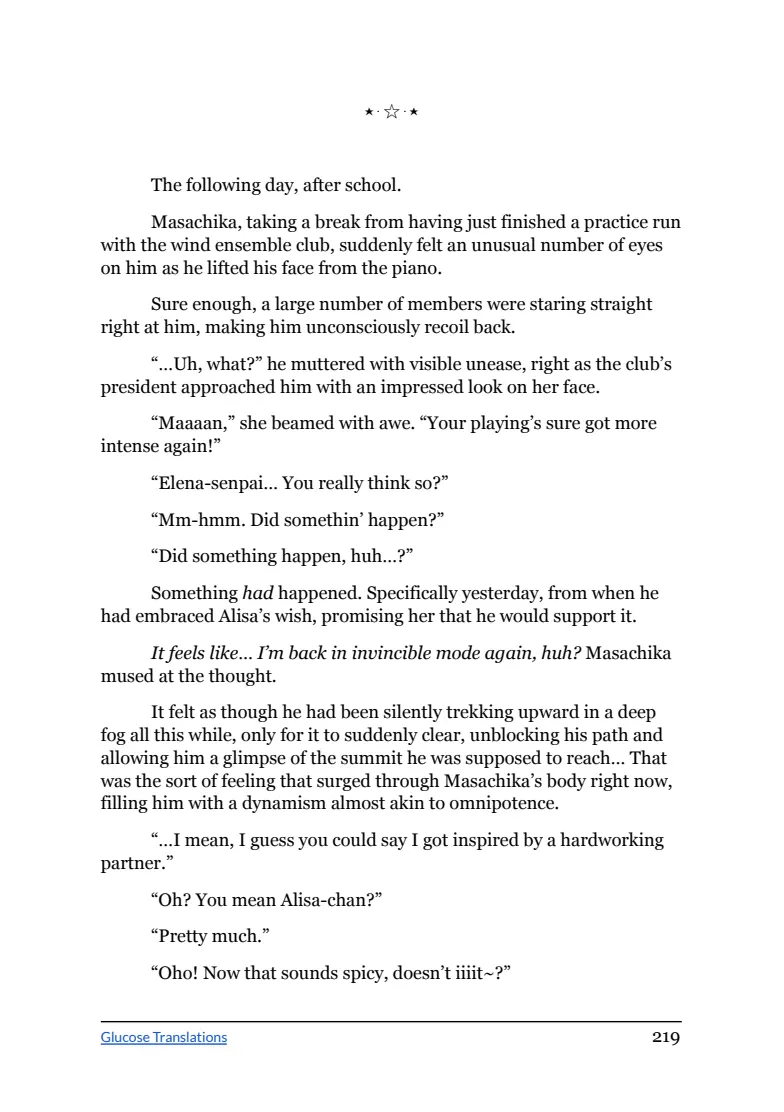 ★·☆·★
The following day, after school.
Masachika, taking a break from having just finished a practice run
with the wind ensemble club, suddenly felt an unusual number of eyes
on him as he lifted his face from the piano.
Sure enough, a large number of members were staring straight
right at him, making him unconsciously recoil back.
“…Uh, what?” he muttered with visible unease, right as the club’s
president approached him with an impressed look on her face.
“Maaaan,” she beamed with awe. “Your playing’s sure got more
intense again!”
“Elena-senpai… You really think so?”
“Mm-hmm. Did somethin’ happen?”
“Did something happen, huh…?”
Something had happened. Specifically yesterday, from when he
had embraced Alisa’s wish, promising her that he would support it.
It feels like… I’m back in invincible mode again, huh? Masachika
mused at the thought.
It felt as though he had been silently trekking upward in a deep
fog all this while, only for it to suddenly clear, unblocking his path and
allowing him a glimpse of the summit he was supposed to reach… That
was the sort of feeling that surged through Masachika’s body right now,
filling him with a dynamism almost akin to omnipotence.
“…I mean, I guess you could say I got inspired by a hardworking
partner.”
“Oh? You mean Alisa-chan?”
“Pretty much.”
“Oho! Now that sounds spicy, doesn’t iiiit~?”
Glucose Translations 219